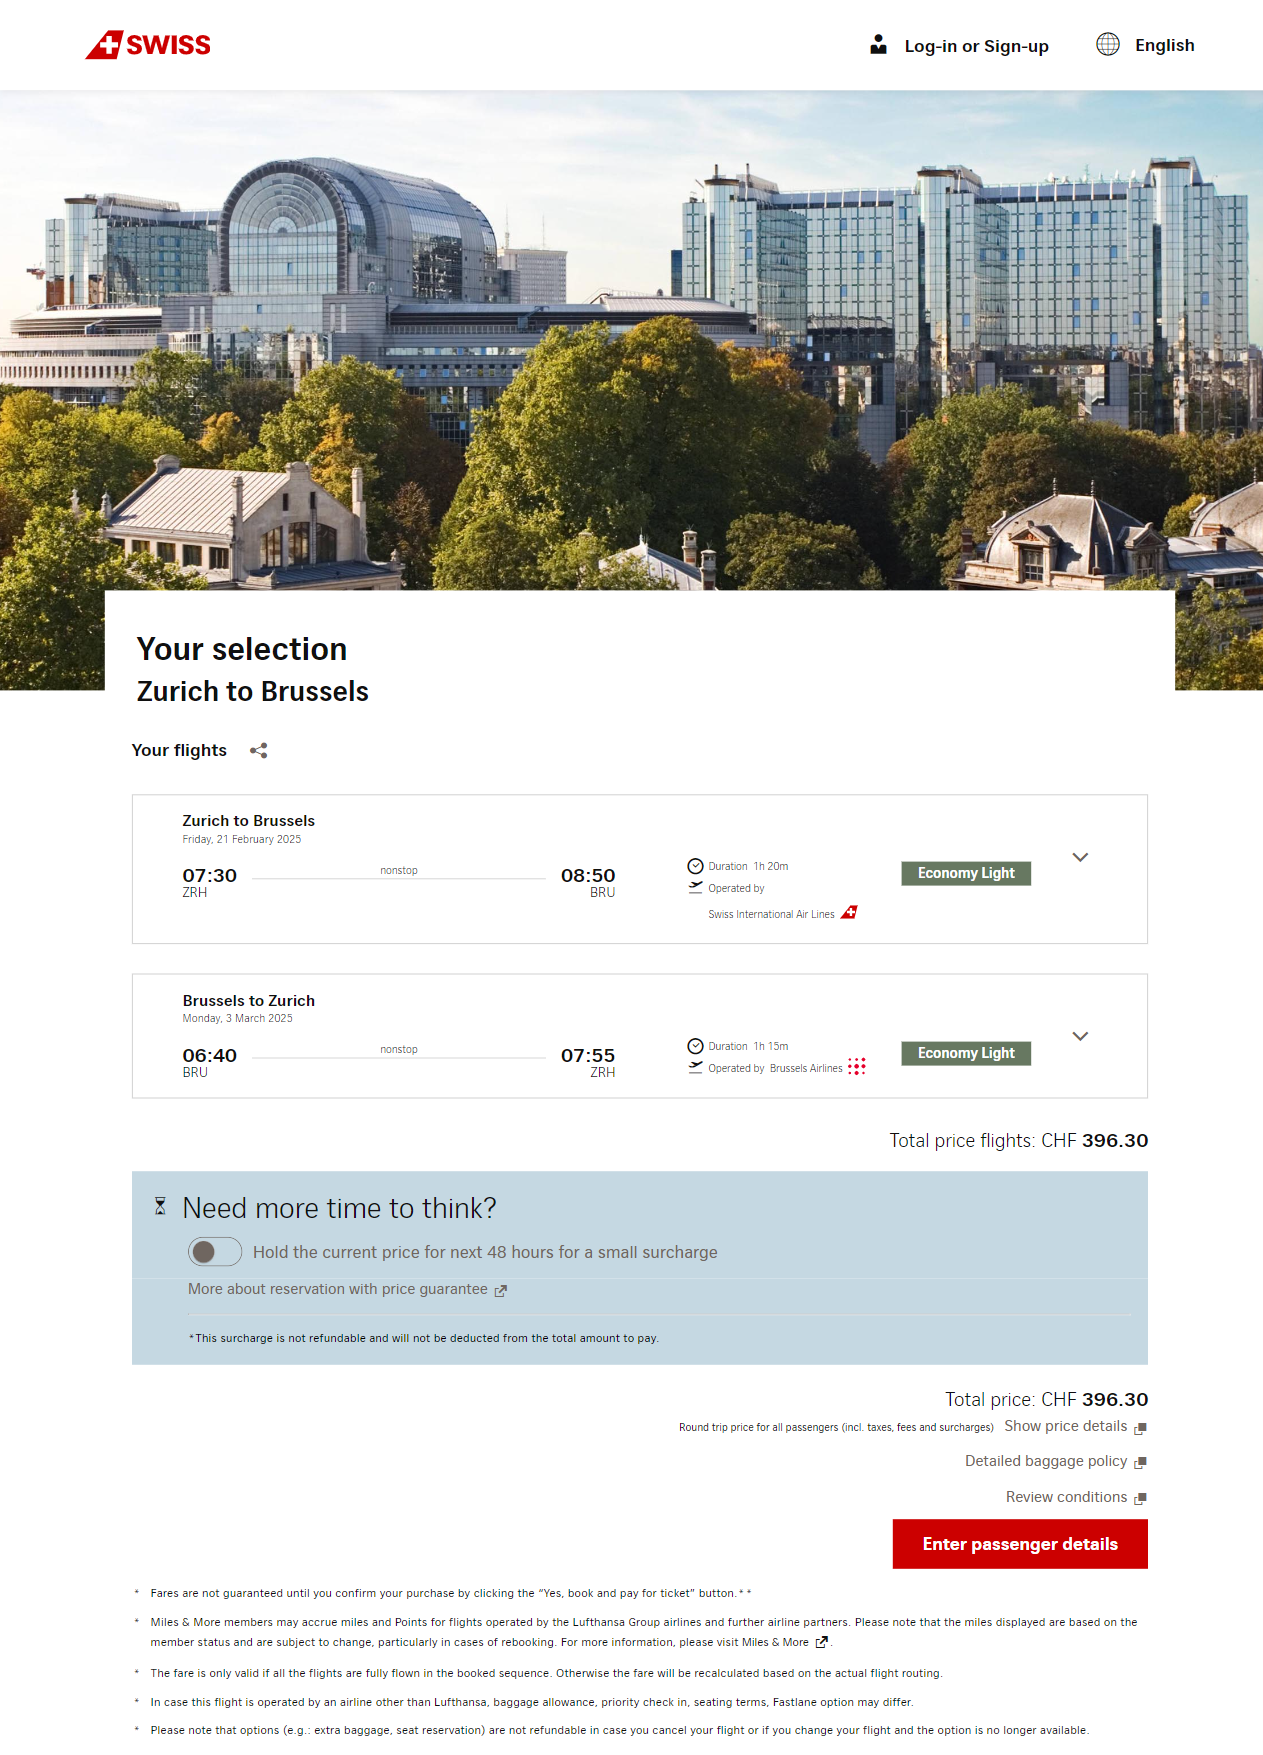 SWISS
Log-in or Sign-up
English
Your selection
Zurich to Brussels
Your flights
Zurich to Brussels
Friday, 21 February 2025
07:30
nonstop
08:50
ZRH
BRU
Duration 1h 20m
Operated by
Swiss International Air Lines
Economy Light
Brussels to Zurich
Monday, 3 March 2025
06:40
nonstop
07:55
BRU
ZRH
Duration 1h 15m
Operated by Brussels Airlines
Economy Light
Total price flights: CHF 396.30
Need more time to think?
Hold the current price for next 48 hours for a small surcharge
More about reservation with price guarantee
*This surcharge is not refundable and will not be deducted from the total amount to pay.
Total price: CHF 396.30
Round trip price for all passengers (incl. taxes, fees and surcharges) Show price details
Detailed baggage policy
Review conditions
Enter passenger details
* Fares are not guaranteed until you confirm your purchase by clicking the “Yes, book and pay for ticket” button.**
* Miles & More members may accrue miles and Points for flights operated by the Lufthansa Group airlines and further airline partners. Please note that the miles displayed are based on the
member status and are subject to change, particularly in cases of rebooking. For more information, please visit Miles & More .
* The fare is only valid if all the flights are fully flown in the booked sequence. Otherwise the fare will be recalculated based on the actual flight routing.
* In case this flight is operated by an airline other than Lufthansa, baggage allowance, priority check in, seating terms, Fastlane option may differ.
* Please note that options (e.g.: extra baggage, seat reservation) are not refundable in case you cancel your flight or if you change your flight and the option is no longer available.